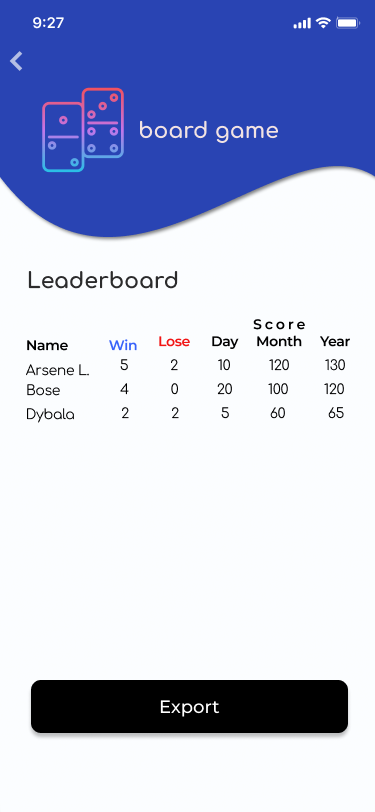 9:27
board game
Leaderboard
Score
Name Win Lose Day Month Year
Arsene L. 5 2 10 120 130
Bose 4 0 20 100 120
Dybala 2 2 5 60 65
Export